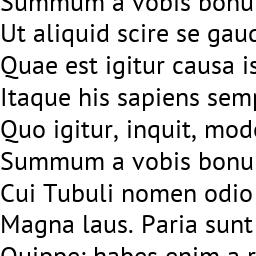 Summum a vobis bonu
Ut aliquid scire se gaud
Quae est igitur causa is
Itaque his sapiens semp
Quo igitur, inquit, mod
Summum a vobis bonu
Cui Tubuli nomen odio
Magna laus. Paria sunt
Quippe: habes enim a r